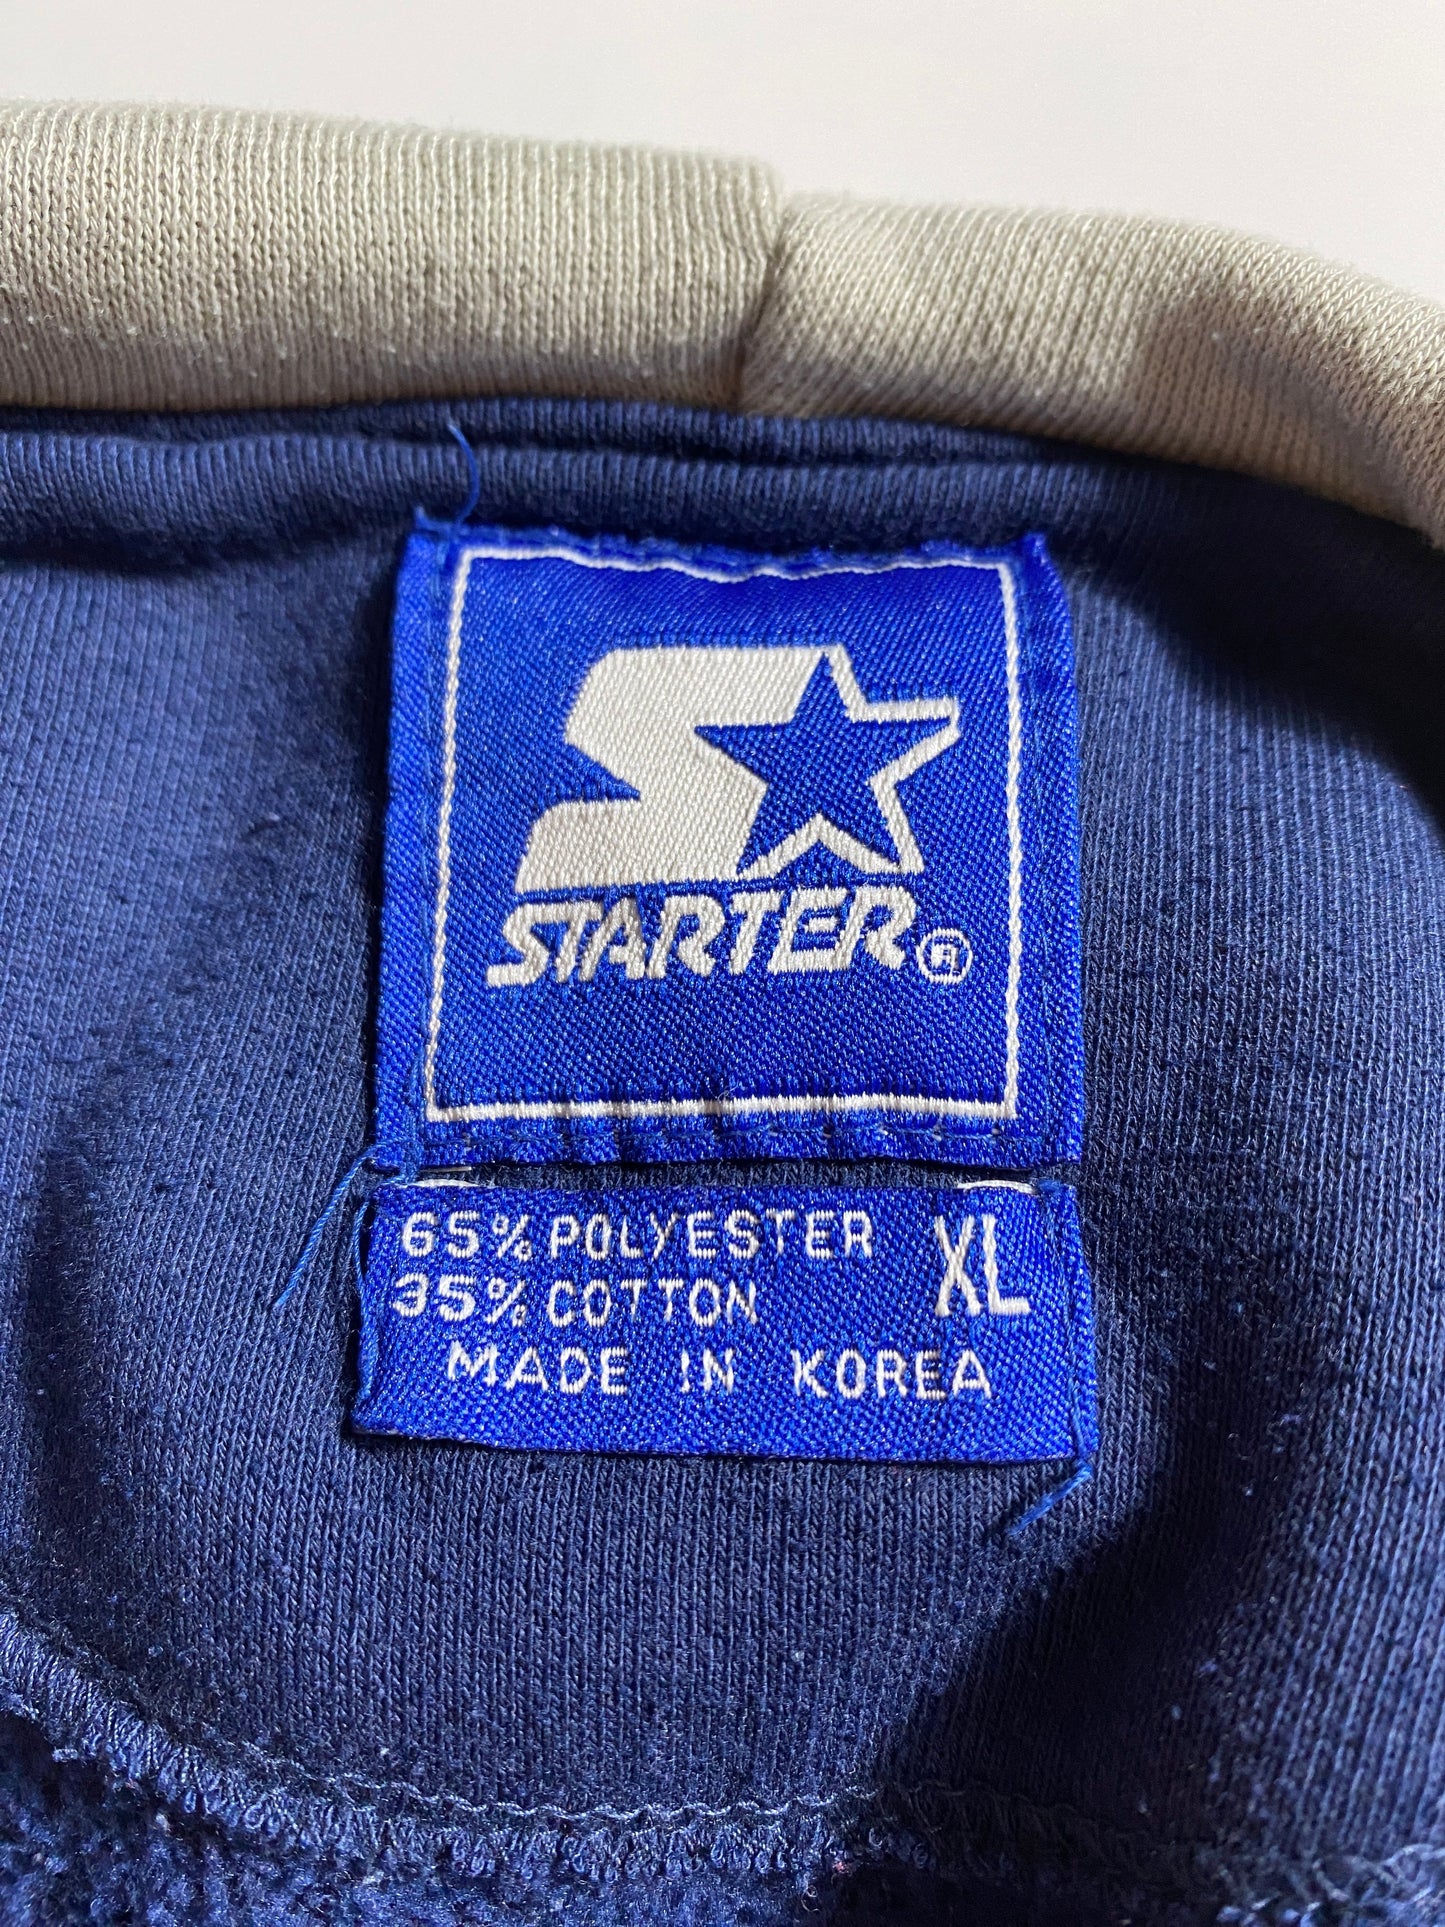 STARTER®
65% POLYESTER XL
35% COTTON
MADE IN KOREA